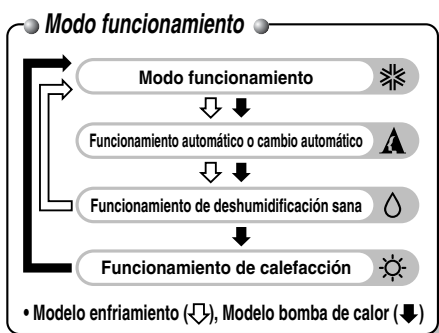 Modo funcionamiento
Modo funcionamiento
Funcionamiento automático o cambio automático
Funcionamiento de deshumidificación sana
Funcionamiento de calefacción
• Modelo enfriamiento (⇩), Modelo bomba de calor (⬇)